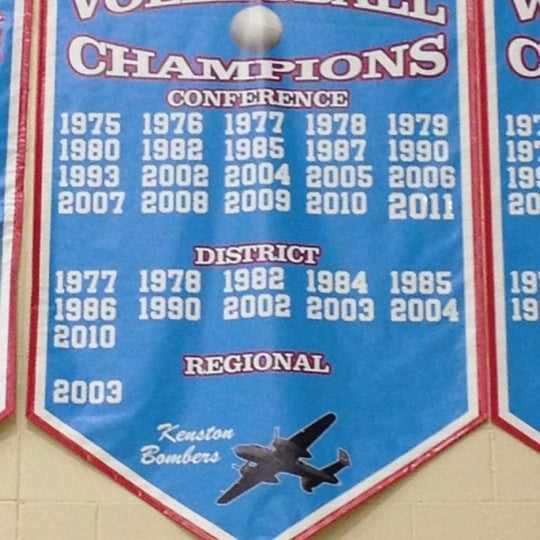 VOLLEYBALL
CHAMPIONS
CONFERENCE
1975 1976 1977 1978 1979
1980 1982 1985 1987 1990
1993 2002 2004 2005 2006
2007 2008 2009 2010 2011
DISTRICT
1977 1978 1982 1984 1985
1986 1990 2002 2003 2004
2010
REGIONAL
2003
Kenston
Bombers